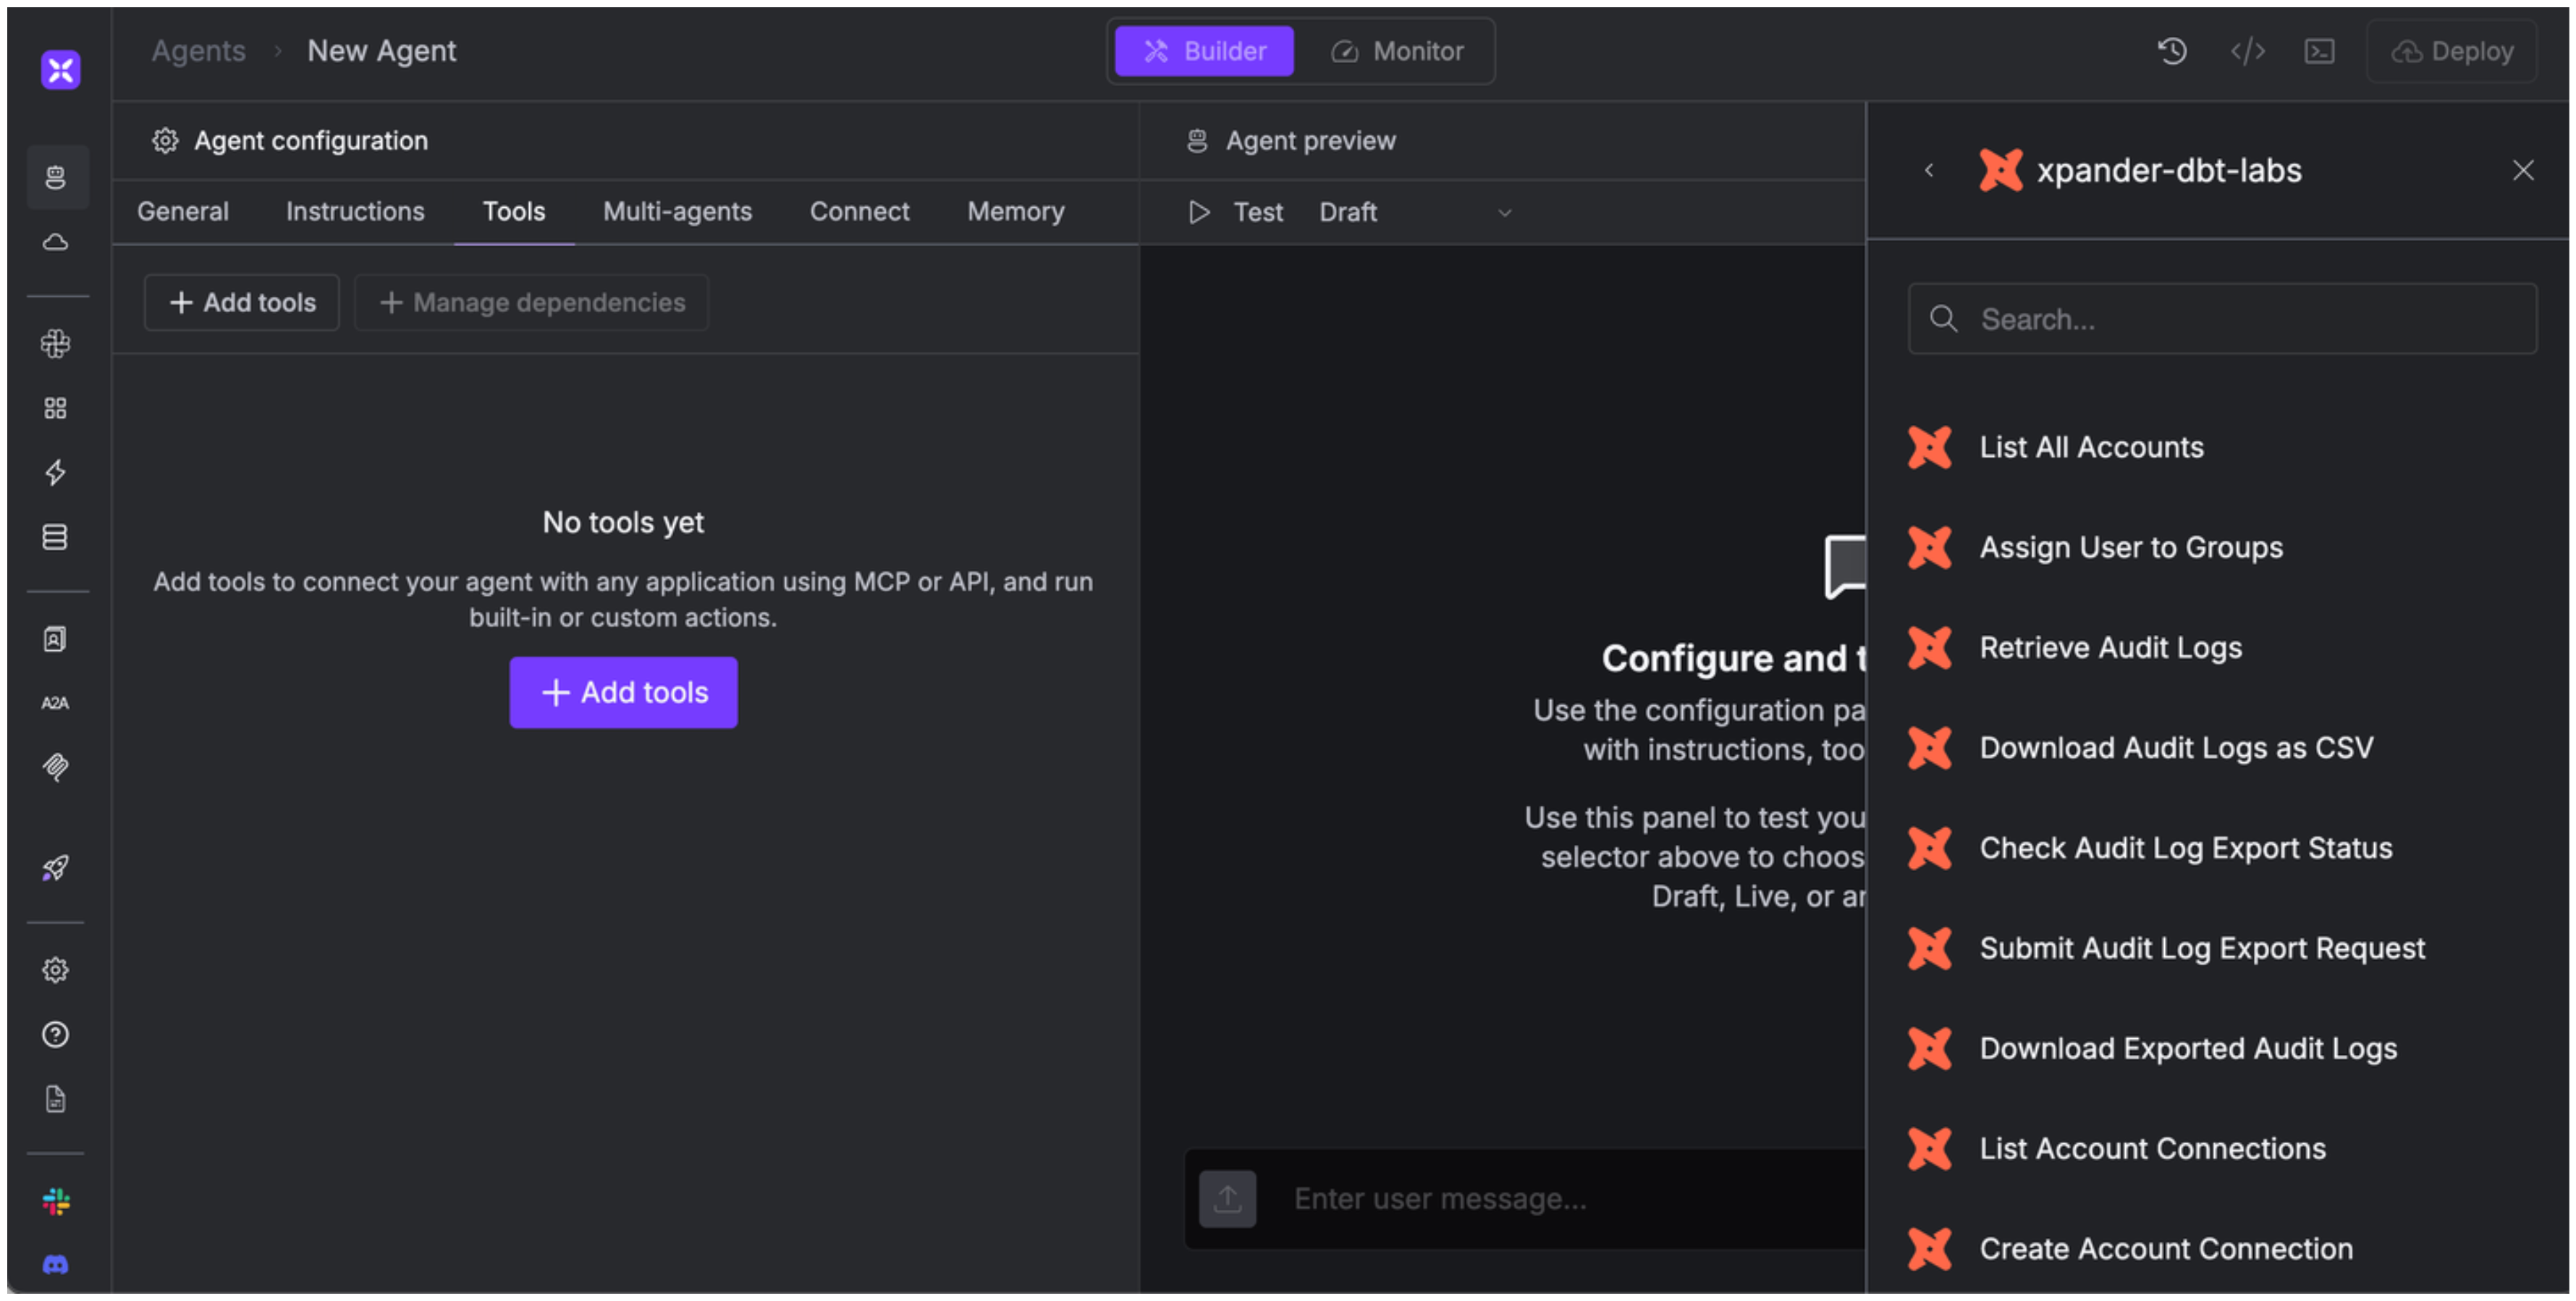 Agents › New Agent
Builder
Monitor
</>
Deploy
Agent configuration
General
Instructions
Tools
Multi-agents
Connect
Memory
+ Add tools
+ Manage dependencies
No tools yet
Add tools to connect your agent with any application using MCP or API, and run
built-in or custom actions.
+ Add tools
A2A
Agent preview
Test
Draft
Configure and t
Use the configuration pa
with instructions, too
Use this panel to test you
selector above to choos
Draft, Live, or ar
Enter user message...
xpander-dbt-labs
Search...
List All Accounts
Assign User to Groups
Retrieve Audit Logs
Download Audit Logs as CSV
Check Audit Log Export Status
Submit Audit Log Export Request
Download Exported Audit Logs
List Account Connections
Create Account Connection